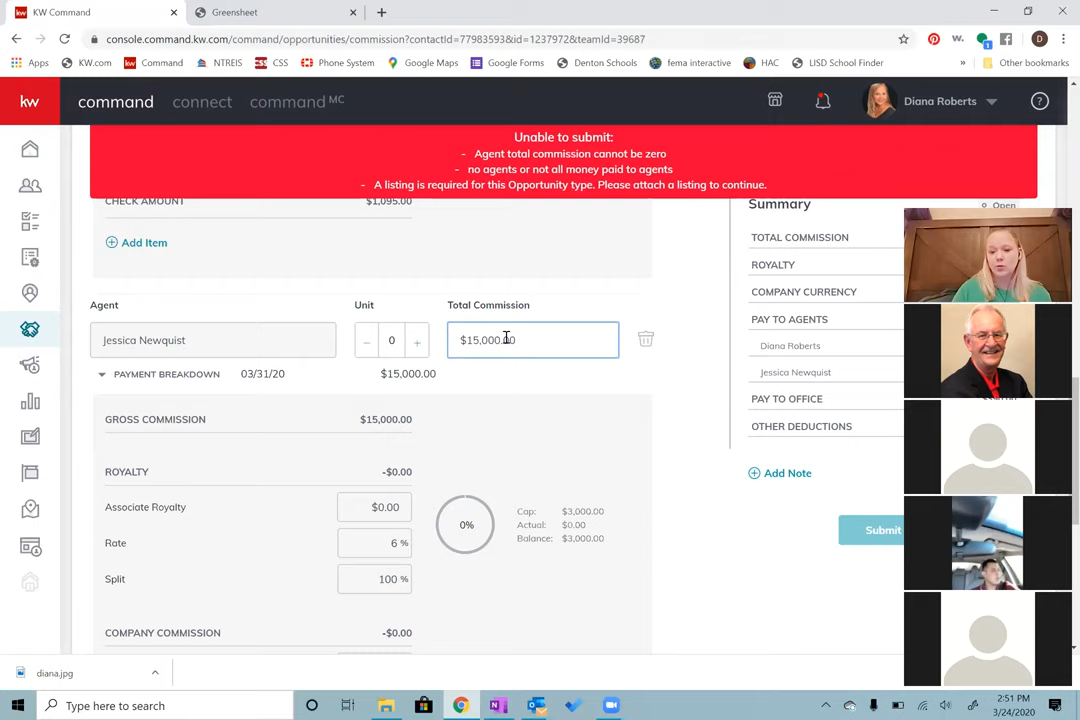 KW Command
Greensheet
console.command.kw.com/command/opportunities/commission?contactId=77983593&id=1237972&teamId=39687
D
Apps KW.com Command NTREIS CSS Phone System Google Maps Google Forms Denton Schools fema interactive HAC LISD School Finder » Other bookmarks
kw command connect command MC Diana Roberts
Unable to submit:
- Agent total commission cannot be zero
- no agents or not all money paid to agents
- A listing is required for this Opportunity type. Please attach a listing to continue.
CHECK AMOUNT $1,095.00
Add Item
Agent Unit Total Commission
Jessica Newquist 0 $15,000.00
PAYMENT BREAKDOWN 03/31/20 $15,000.00
GROSS COMMISSION $15,000.00
ROYALTY -$0.00
Associate Royalty $0.00
Rate 6 %
Split 100 %
0%
Cap: $3,000.00
Actual: $0.00
Balance: $3,000.00
COMPANY COMMISSION -$0.00
Summary Open
TOTAL COMMISSION
ROYALTY
COMPANY CURRENCY
PAY TO AGENTS
Diana Roberts
Jessica Newquist
PAY TO OFFICE
OTHER DEDUCTIONS
Add Note
Submit
diana.jpg
Type here to search
2:51 PM
3/24/2020